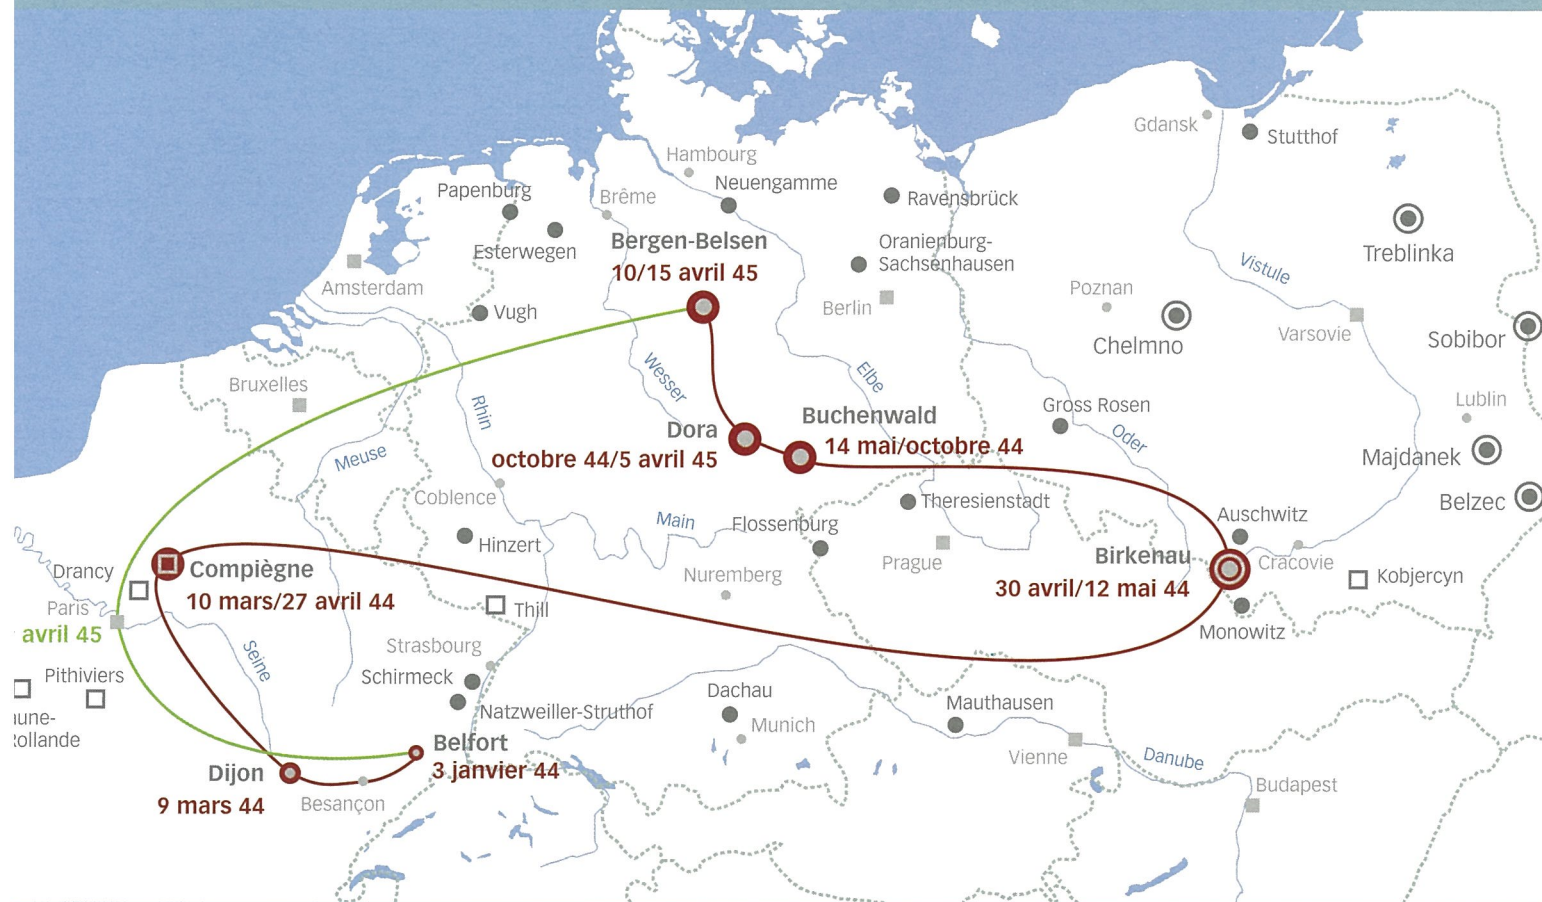 Gdansk
Stutthof
Hambourg
Neuengamme
Papenburg
Brême
Ravensbrück
Esterwegen
Bergen-Belsen
10/15 avril 45
Oranienburg-
Sachsenhausen
Treblinka
Amsterdam
Vistule
Vugh
Berlin
Poznan
Chelmno
Varsovie
Sobibor
Bruxelles
Wesser
Elbe
Rhin
Lublin
Gross Rosen
Dora
octobre 44/5 avril 45
Buchenwald
14 mai/octobre 44
Oder
Majdanek
Meuse
Coblence
Theresienstadt
Belzec
Main
Flossenburg
Auschwitz
Hinzert
Prague
Birkenau
30 avril/12 mai 44
Cracovie
Drancy
Compiègne
10 mars/27 avril 44
Nuremberg
Kobjercyn
Paris
avril 45
Thill
Monowitz
Strasbourg
Seine
Schirmeck
Pithiviers
Natzweiller-Struthof
Dachau
Munich
Mauthausen
aune-
Rollande
Belfort
3 janvier 44
Vienne
Danube
Dijon
9 mars 44
Besançon
Budapest